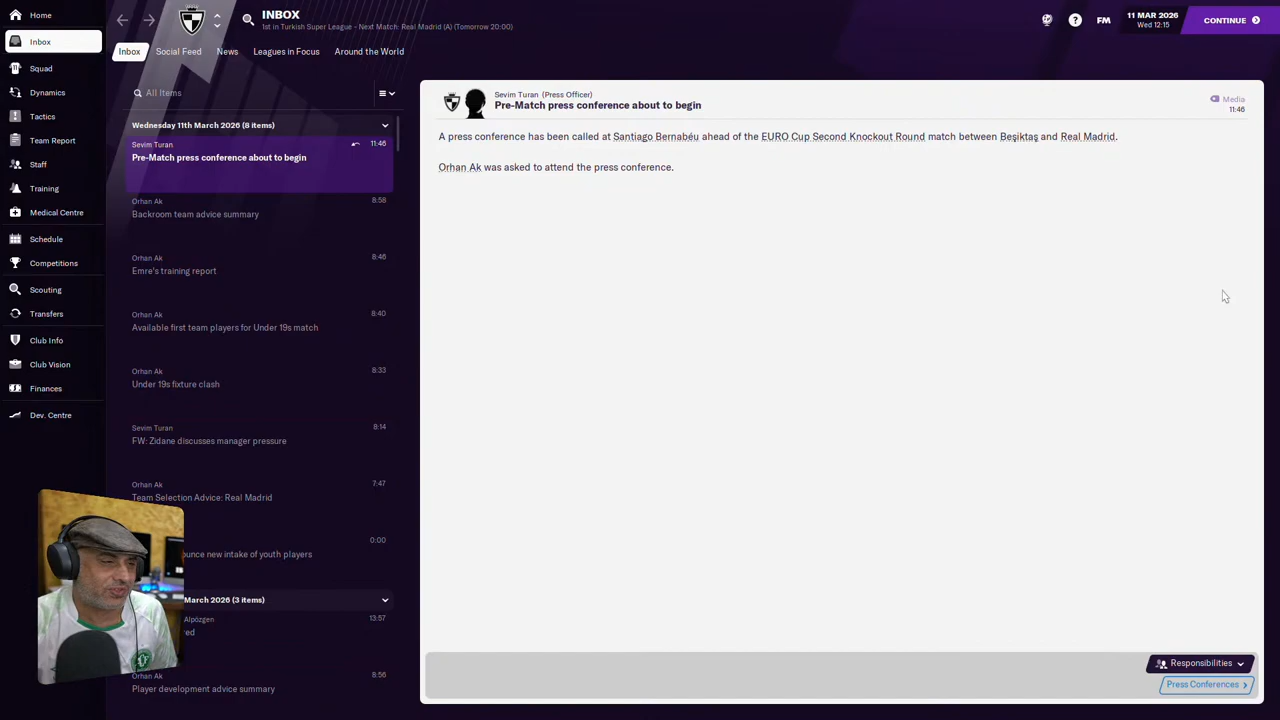 Home
Inbox
Squad
Dynamics
Tactics
Team Report
Staff
Training
Medical Centre
Schedule
Competitions
Scouting
Transfers
Club Info
Club Vision
Finances
Dev. Centre
INBOX
1st in Turkish Super League - Next Match: Real Madrid (A) (Tomorrow 20:00)
FM
11 MAR 2026
Wed 12:15
CONTINUE
Inbox
Social Feed
News
Leagues in Focus
Around the World
All Items
Wednesday 11th March 2026 (8 items)
Sevim Turan
11:46
Pre-Match press conference about to begin
Orhan Ak
8:56
Backroom team advice summary
Orhan Ak
8:46
Emre's training report
Orhan Ak
8:40
Available first team players for Under 19s match
Orhan Ak
8:33
Under 19s fixture clash
Sevim Turan
8:14
FW: Zidane discusses manager pressure
Orhan Ak
7:47
Team Selection Advice: Real Madrid
0:00
ounce new intake of youth players
March 2026 (3 items)
Alpözgen
13:57
red
Orhan Ak
8:56
Player development advice summary
Sevim Turan (Press Officer)
Pre-Match press conference about to begin
Media
11:46
A press conference has been called at Santiago Bernabéu ahead of the EURO Cup Second Knockout Round match between Beşiktaş and Real Madrid.
Orhan Ak was asked to attend the press conference.
Responsibilities
Press Conferences